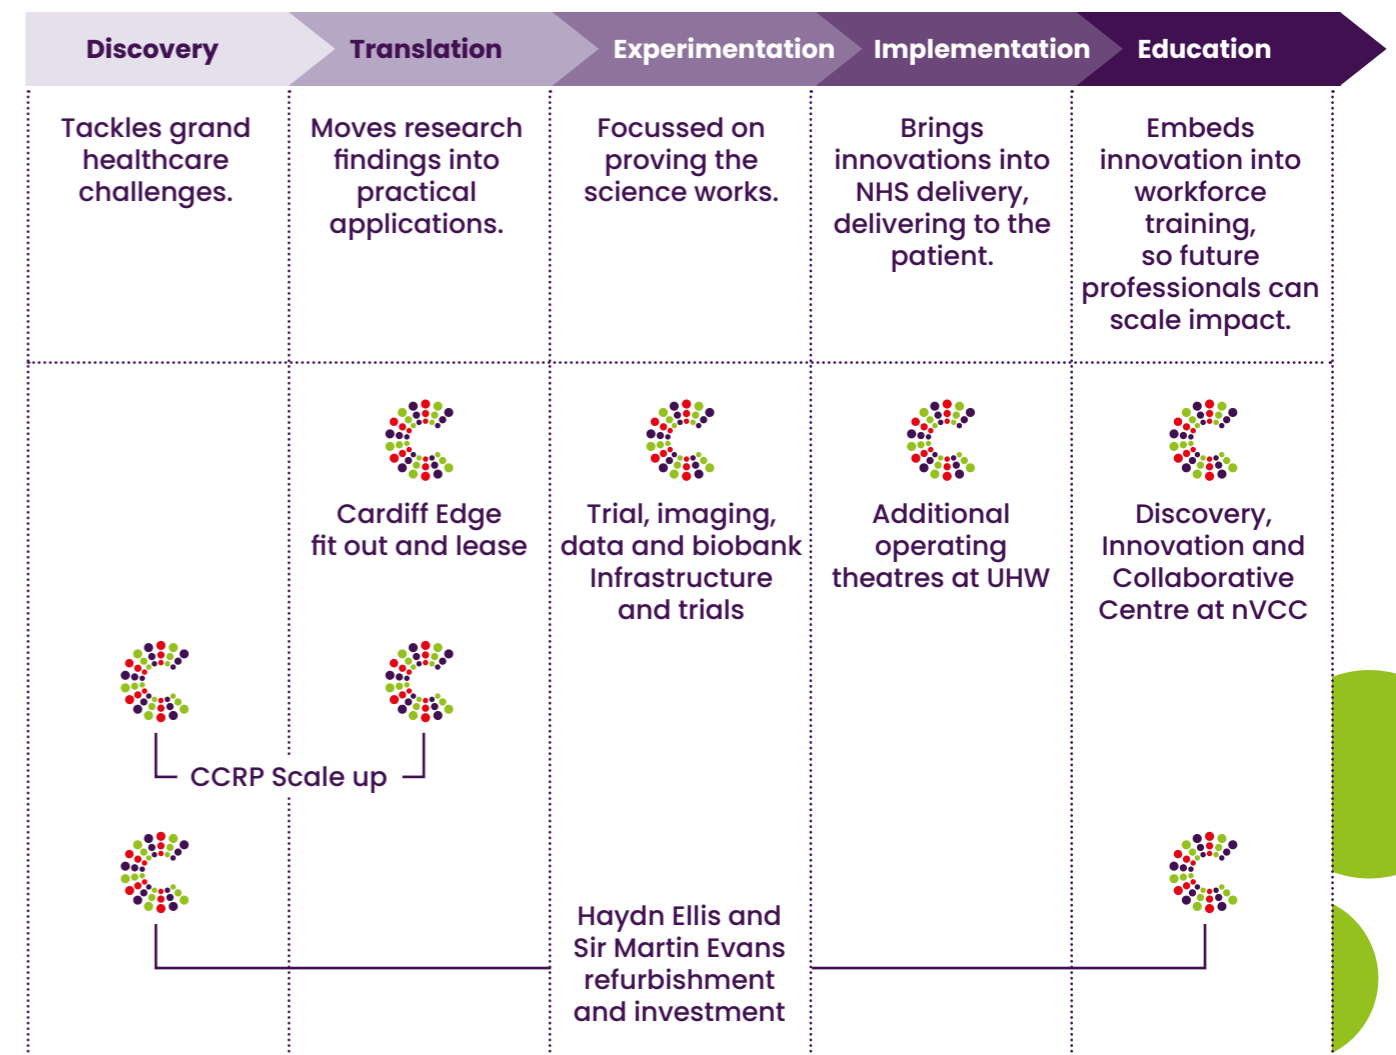 Discovery
Translation
Experimentation
Implementation
Education
Tackles grand
healthcare
challenges.
Moves research
findings into
practical
applications.
Focussed on
proving the
science works.
Brings
innovations into
NHS delivery,
delivering to the
patient.
Embeds
innovation into
workforce
training,
so future
professionals can
scale impact.
Cardiff Edge
fit out and lease
Trial, imaging,
data and biobank
Infrastructure
and trials
Additional
operating
theatres at UHW
Discovery,
Innovation and
Collaborative
Centre at nVCC
CCRP Scale up
Haydn Ellis and
Sir Martin Evans
refurbishment
and investment